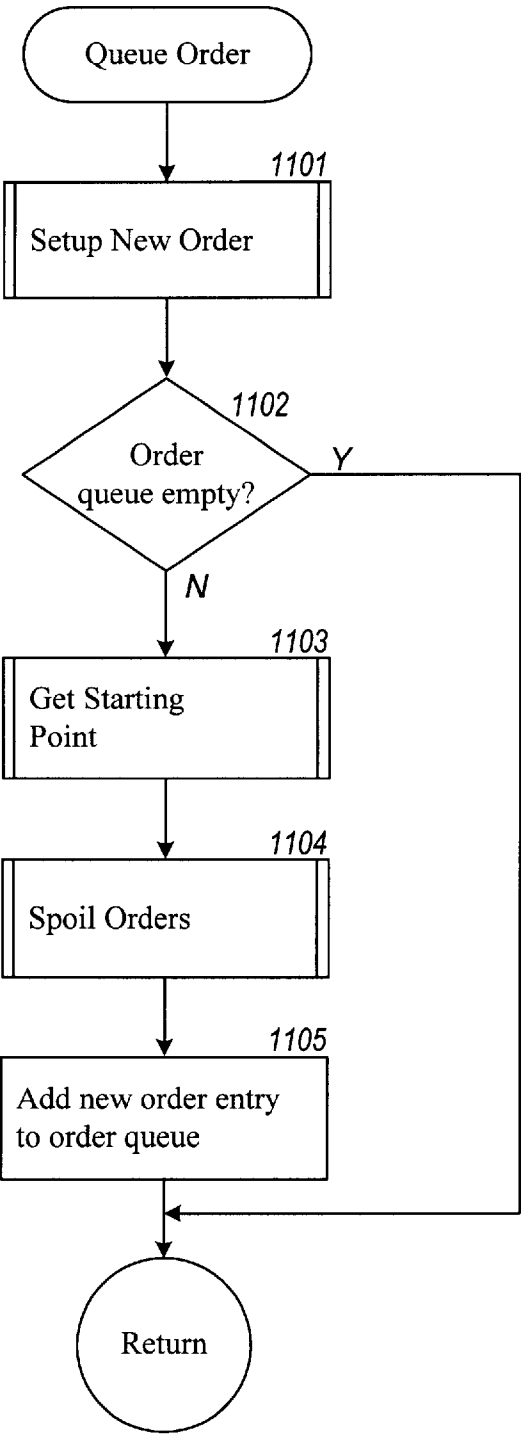 Queue Order
1101
Setup New Order
1102
Order
queue empty?
Y
N
1103
Get Starting
Point
1104
Spoil Orders
1105
Add new order entry
to order queue
Return